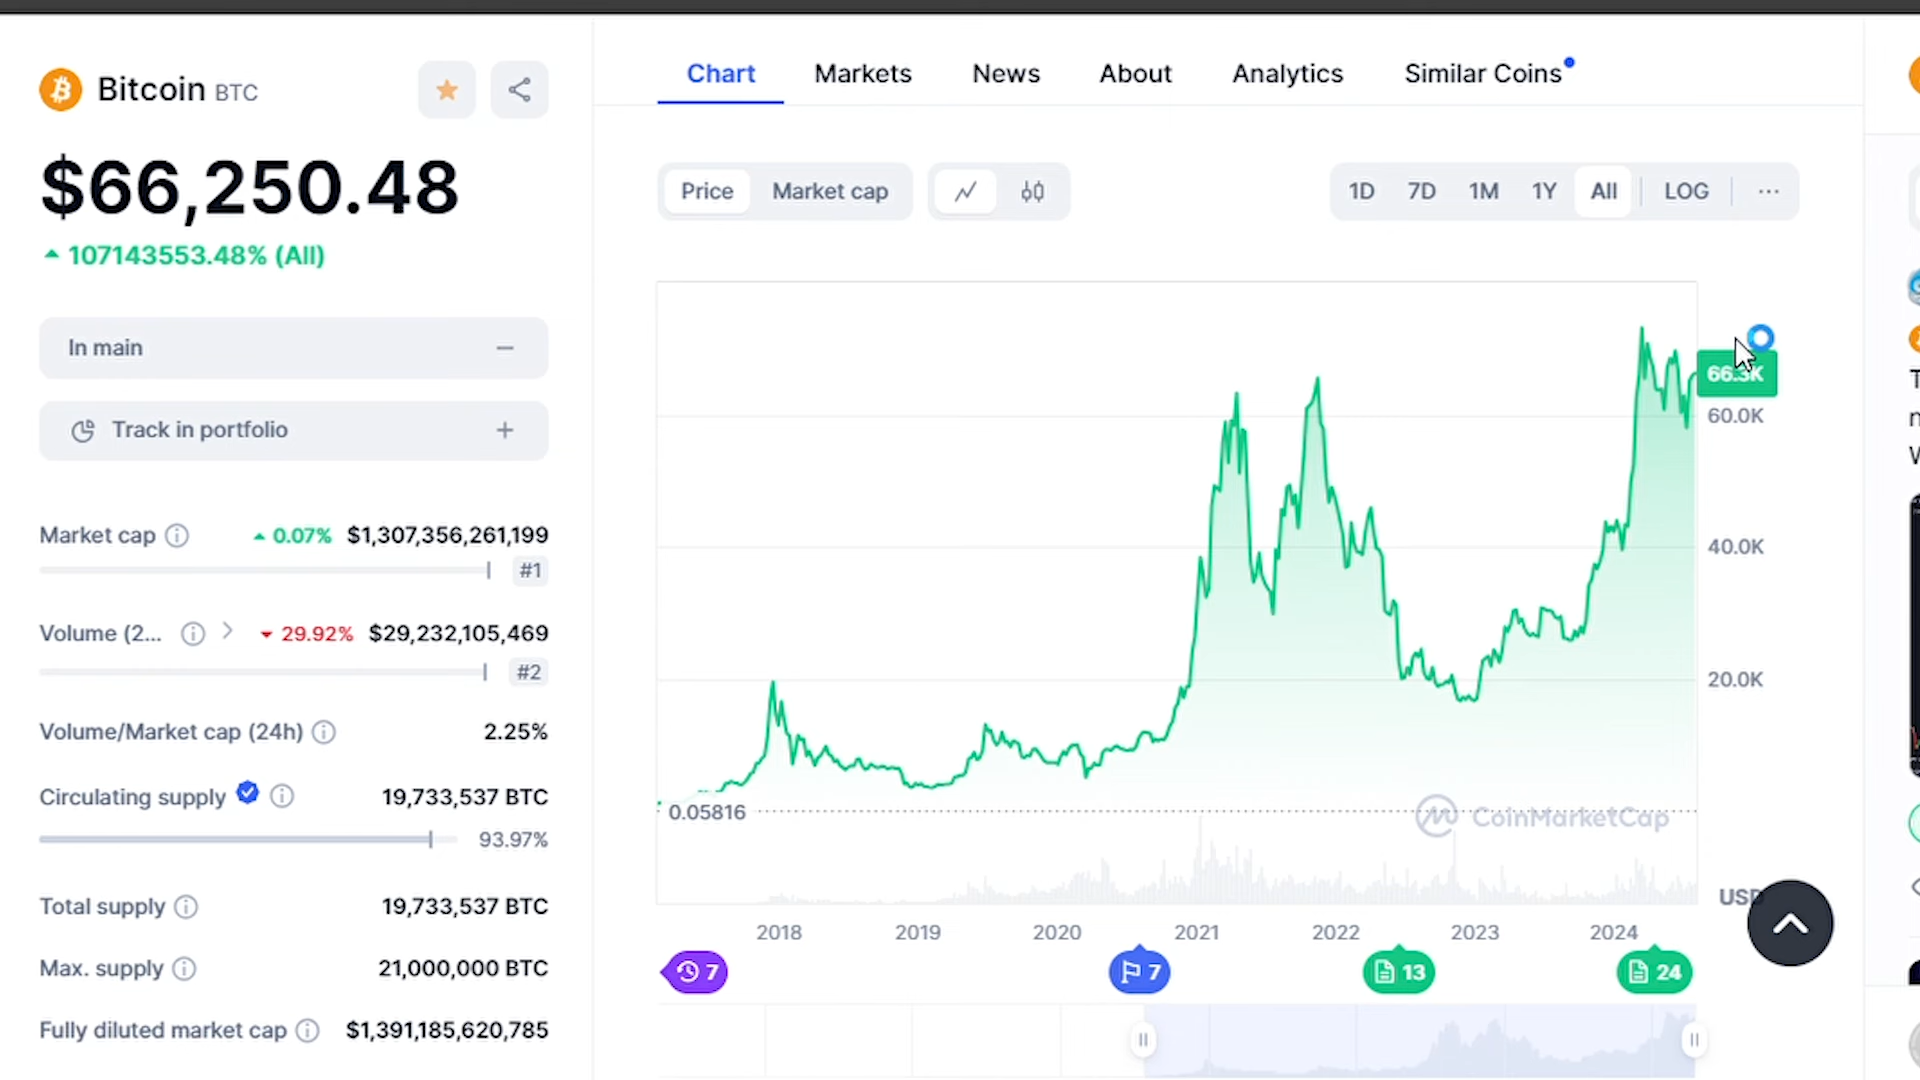 Bitcoin BTC
$66,250.48
107143553.48% (All)
In main
Track in portfolio
Market cap 0.07% $1,307,356,261,199
#1
Volume (2... 29.92% $29,232,105,469
#2
Volume/Market cap (24h) 2.25%
Circulating supply 19,733,537 BTC
93.97%
Total supply 19,733,537 BTC
Max. supply 21,000,000 BTC
Fully diluted market cap $1,391,185,620,785
Chart Markets News About Analytics Similar Coins
Price Market cap
1D 7D 1M 1Y All LOG
66.3K
60.0K
40.0K
20.0K
0.05816
CoinMarketCap
USD
2018 2019 2020 2021 2022 2023 2024
7 7 13 24